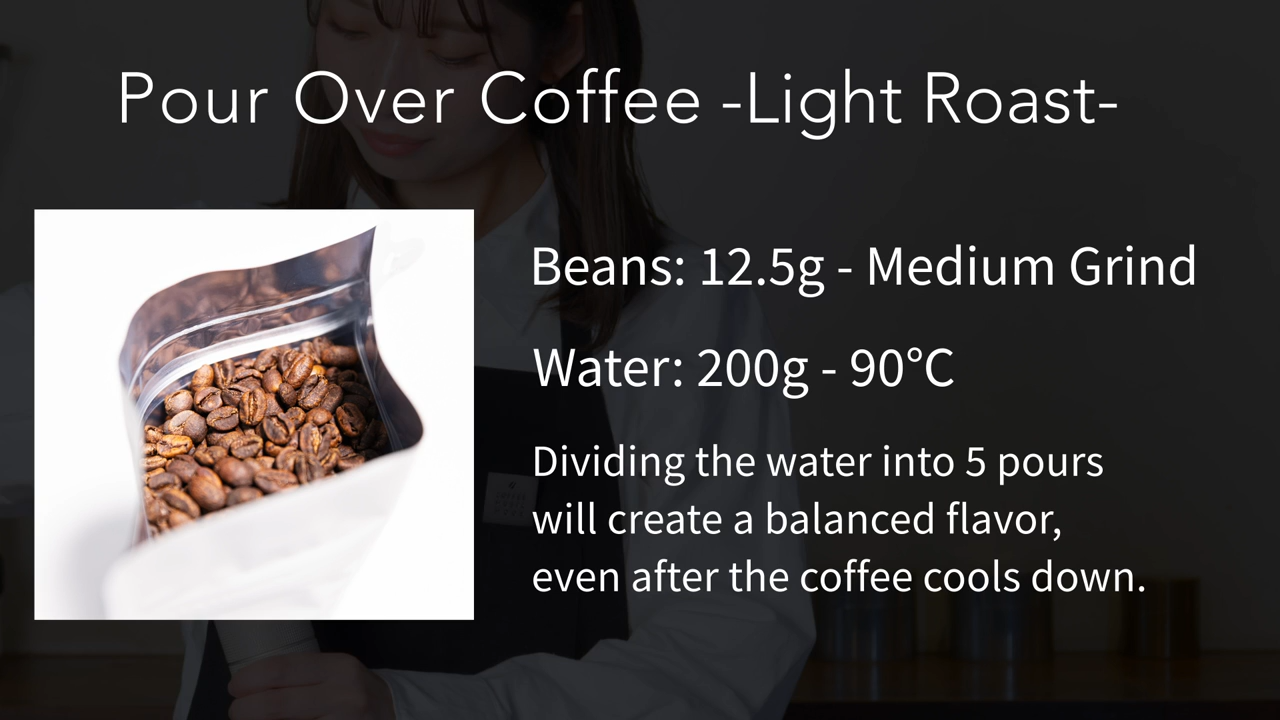 Pour Over Coffee -Light Roast-
Beans: 12.5g - Medium Grind
Water: 200g - 90°C
Dividing the water into 5 pours
will create a balanced flavor,
even after the coffee cools down.